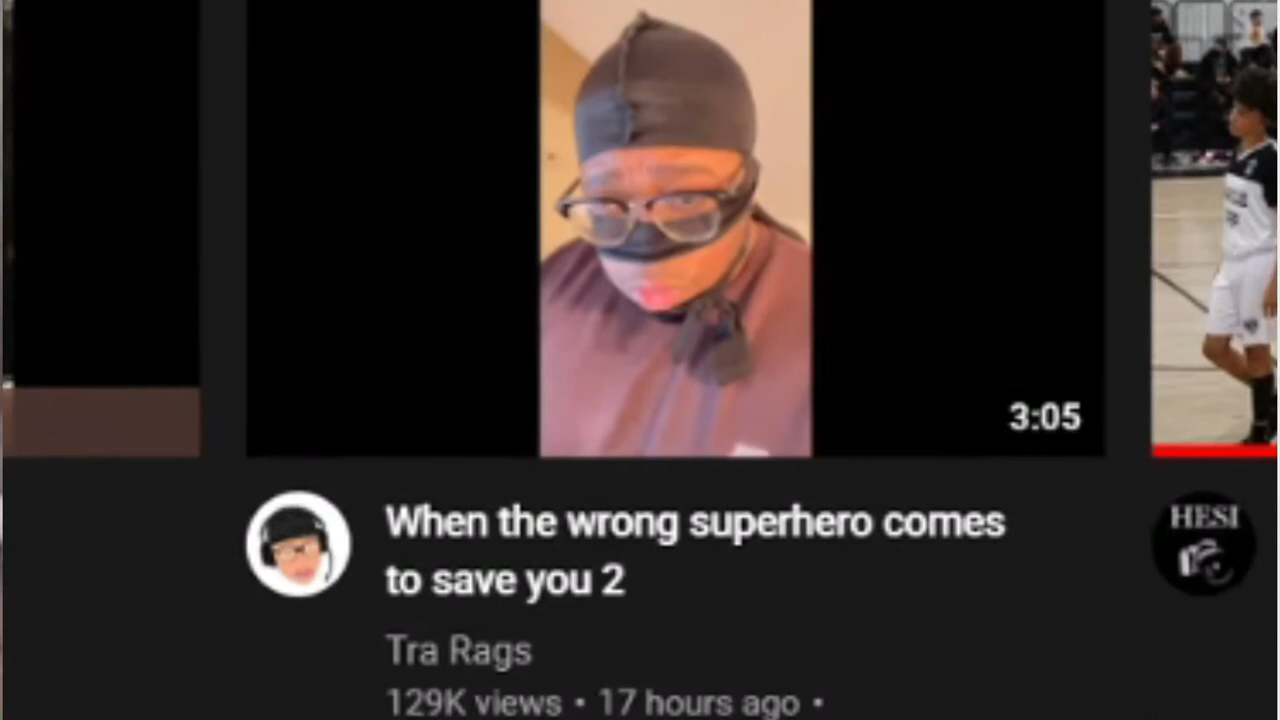 3:05
When the wrong superhero comes
to save you 2
HESI
Tra Rags
129K views • 17 hours ago •